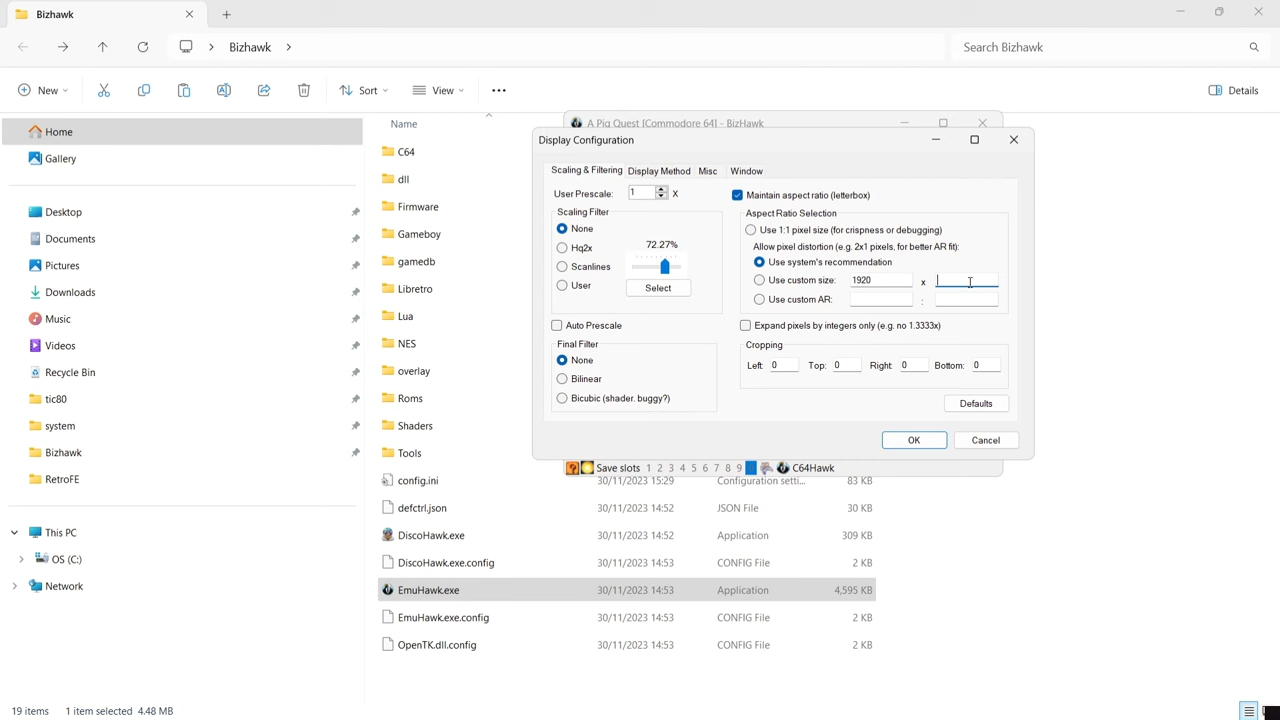 Bizhawk
Bizhawk
Search Bizhawk
New
Sort
View
Details
Home
Gallery
Desktop
Documents
Pictures
Downloads
Music
Videos
Recycle Bin
tic80
system
Bizhawk
RetroFE
This PC
OS (C:)
Network
Name
C64
dll
Firmware
Gameboy
gamedb
Libretro
Lua
NES
overlay
Roms
Shaders
Tools
config.ini 30/11/2023 15:29 Configuration setti... 83 KB
defctrl.json 30/11/2023 14:52 JSON File 30 KB
DiscoHawk.exe 30/11/2023 14:52 Application 309 KB
DiscoHawk.exe.config 30/11/2023 14:53 CONFIG File 2 KB
EmuHawk.exe 30/11/2023 14:53 Application 4,595 KB
EmuHawk.exe.config 30/11/2023 14:53 CONFIG File 2 KB
OpenTK.dll.config 30/11/2023 14:53 CONFIG File 2 KB
A Pig Quest [Commodore 64] - BizHawk
Display Configuration
Scaling & Filtering Display Method Misc Window
User Prescale: 1 X
Scaling Filter
None
Hq2x
Scanlines
User
72.27%
Select
Auto Prescale
Final Filter
None
Bilinear
Bicubic (shader. buggy?)
Maintain aspect ratio (letterbox)
Aspect Ratio Selection
Use 1:1 pixel size (for crispness or debugging)
Allow pixel distortion (e.g. 2x1 pixels, for better AR fit):
Use system's recommendation
Use custom size: 1920 x
Use custom AR: :
Expand pixels by integers only (e.g. no 1.3333x)
Cropping
Left: 0 Top: 0 Right: 0 Bottom: 0
Defaults
OK Cancel
Save slots 1 2 3 4 5 6 7 8 9 C64Hawk
19 items 1 item selected 4.48 MB